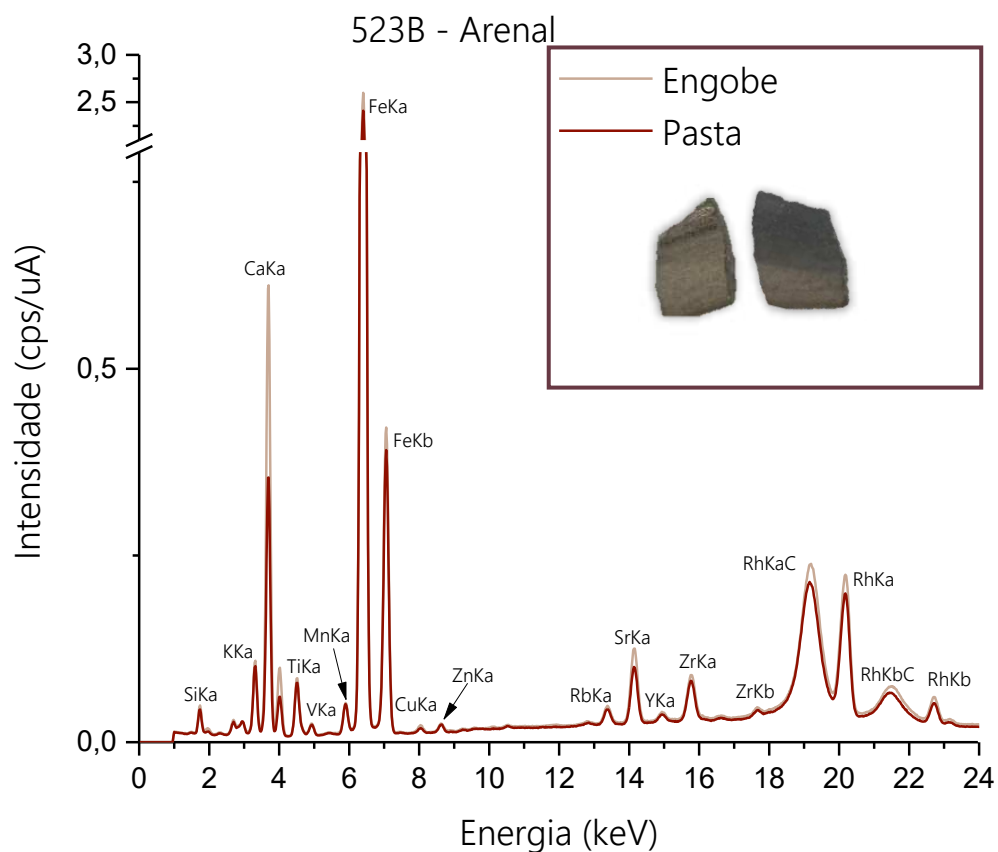 523B - Arenal
Engobe
Pasta
3,0
2,5
0,5
0,0
Intensidade (cps/uA)
FeKa
CaKa
FeKb
KKa
SiKa
TiKa
VKa
MnKa
CuKa
ZnKa
RbKa
SrKa
YKa
ZrKa
ZrKb
RhKaC
RhKa
RhKbC
RhKb
0 2 4 6 8 10 12 14 16 18 20 22 24
Energia (keV)